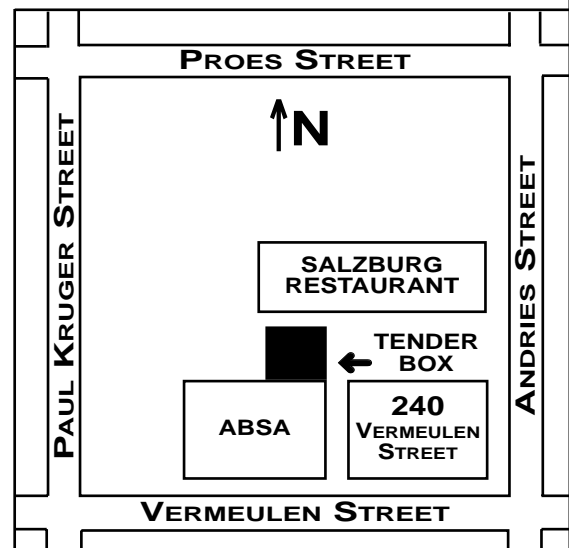 PROES STREET
N
PAUL KRUGER STREET
ANDRIES STREET
SALZBURG
RESTAURANT
TENDER
BOX
ABSA
240
VERMEULEN
STREET
VERMEULEN STREET